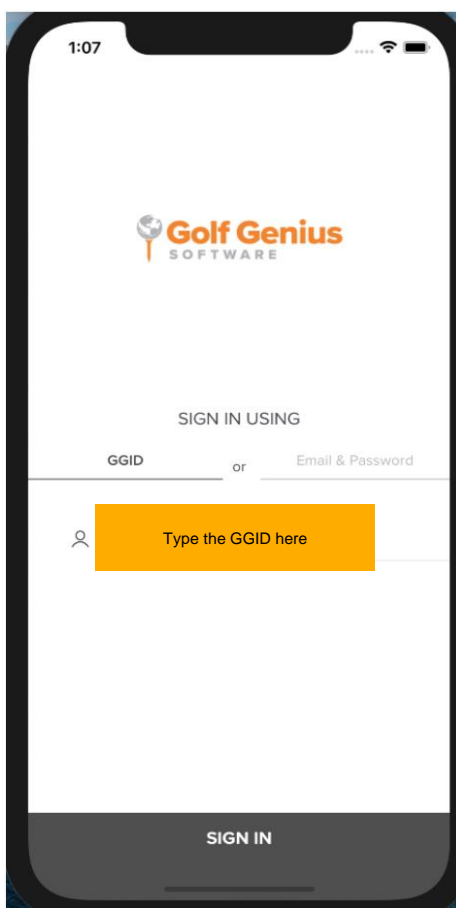 1:07
Golf Genius
SOFTWARE
SIGN IN USING
GGID or Email & Password
Type the GGID here
SIGN IN